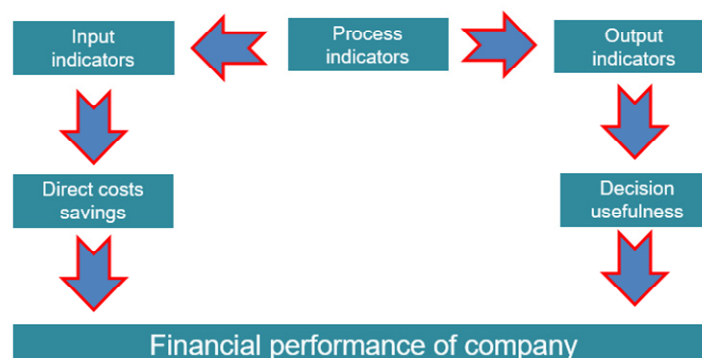 Input
indicators
Process
indicators
Output
indicators
Direct costs
savings
Decision
usefulness
Financial performance of company